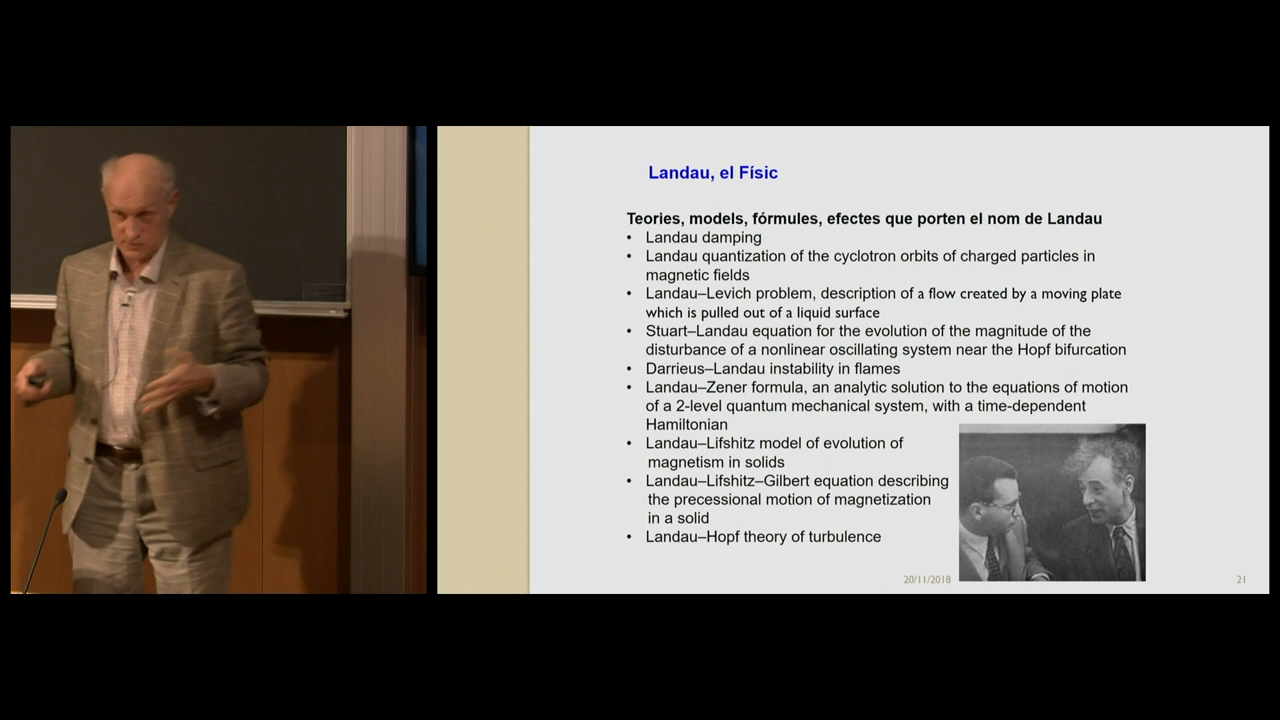 Landau, el Físic
Teories, models, fórmules, efectes que porten el nom de Landau
• Landau damping
• Landau quantization of the cyclotron orbits of charged particles in
magnetic fields
• Landau–Levich problem, description of a flow created by a moving plate
which is pulled out of a liquid surface
• Stuart–Landau equation for the evolution of the magnitude of the
disturbance of a nonlinear oscillating system near the Hopf bifurcation
• Darrieus–Landau instability in flames
• Landau–Zener formula, an analytic solution to the equations of motion
of a 2-level quantum mechanical system, with a time-dependent
Hamiltonian
• Landau–Lifshitz model of evolution of
magnetism in solids
• Landau–Lifshitz–Gilbert equation describing
the precessional motion of magnetization
in a solid
• Landau–Hopf theory of turbulence
20/11/2018
21